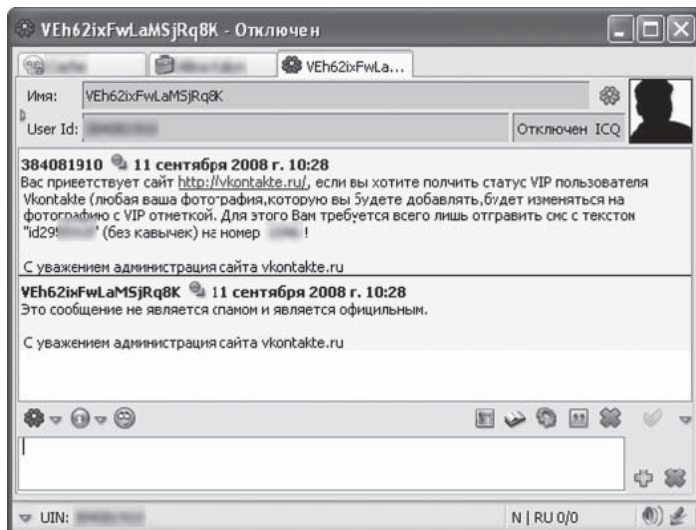 VEh62ixFwLaMSjRq8K - Отключен
VEh62ixFwLa...
Имя: VEh62ixFwLaMSjRq8K
User Id: Отключен ICQ
384081910 11 сентября 2008 г. 10:28
Вас приветствует сайт http://vkontakte.ru/, если вы хотите полчить статус VIP пользователя
Vkontakte (любая ваша фотография,которую вы будете добавлять,будет изменяться на
фотографию с VIP отметкой. Для этого Вам требуется всего лишь отправить смс с текстом
"id29 " (без кавычек) на номер !
С уважением администрация сайта vkontakte.ru
VEh62ixFwLaMSjRq8K 11 сентября 2008 г. 10:28
Это сообщение не является спамом и является официльным.
С уважением администрация сайта vkontakte.ru
UIN: N | RU 0/0